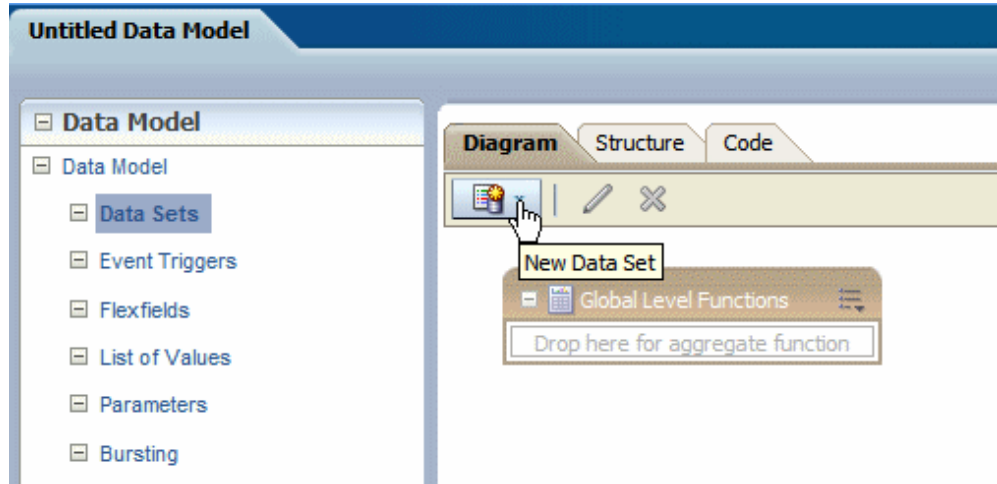 Untitled Data Model
Data Model
Data Model
Data Sets
Event Triggers
Flexfields
List of Values
Parameters
Bursting
Diagram
Structure
Code
New Data Set
Global Level Functions
Drop here for aggregate function